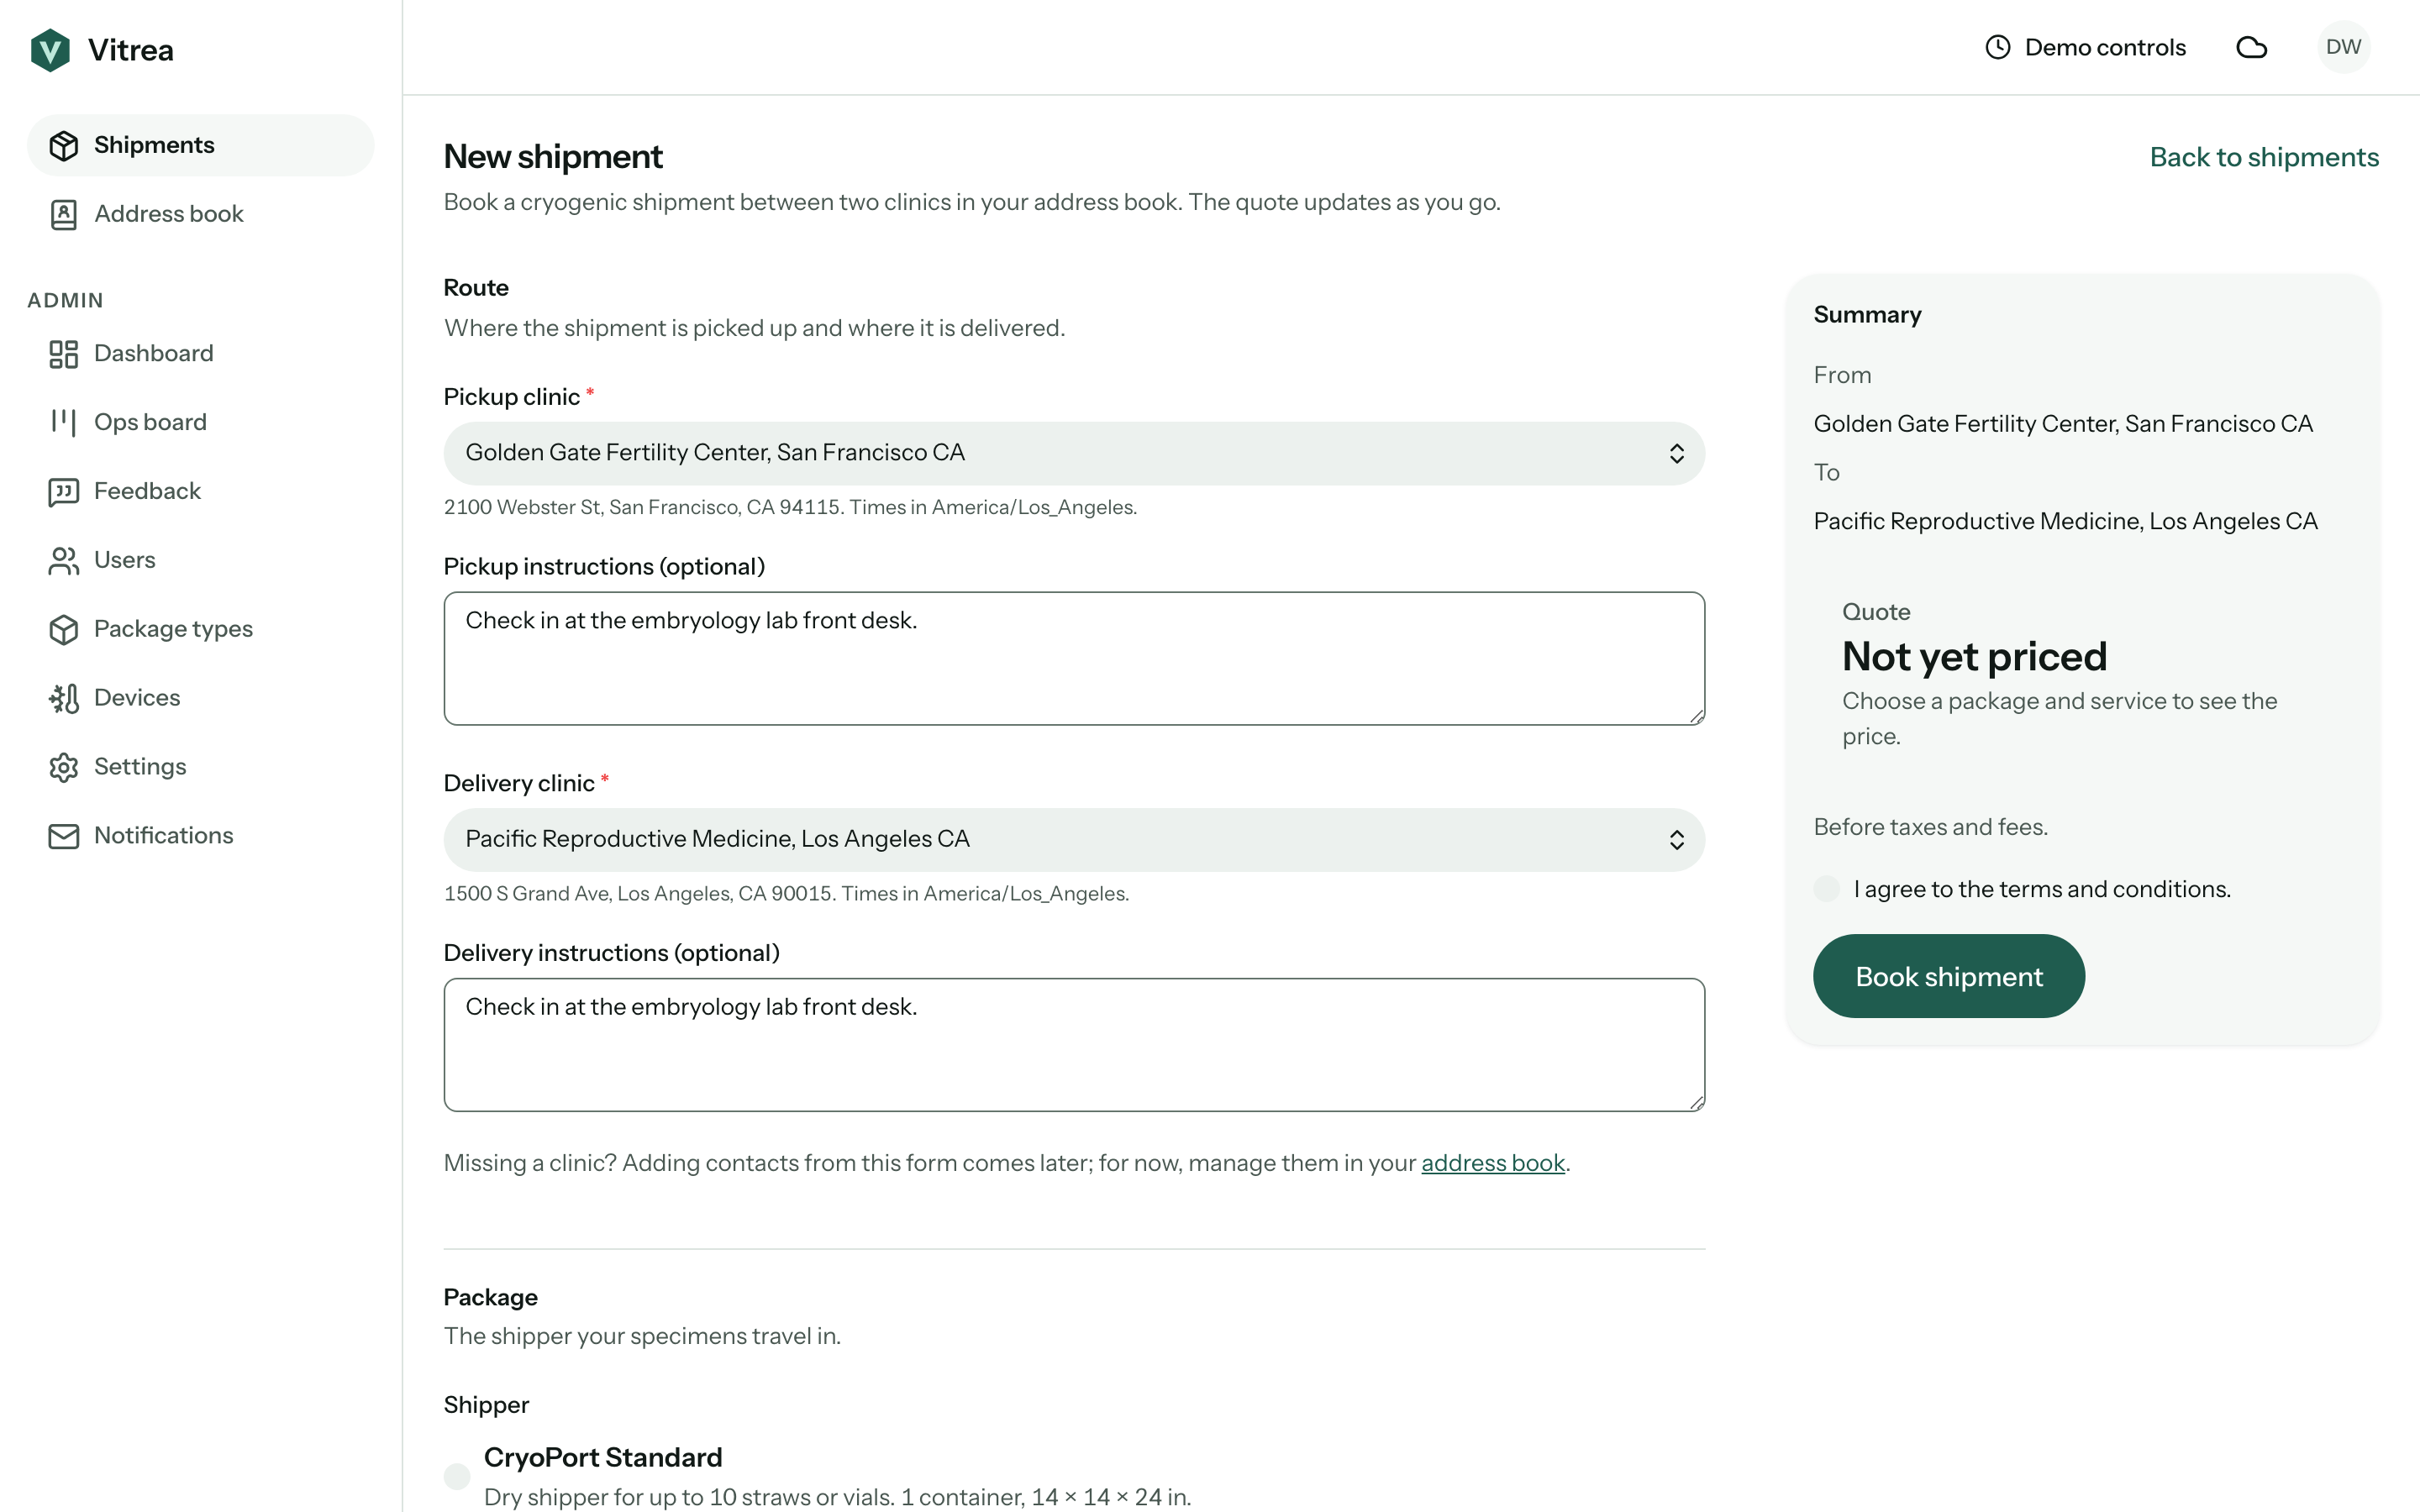 Vitrea
Shipments
Address book
ADMIN
Dashboard
Ops board
Feedback
Users
Package types
Devices
Settings
Notifications
Demo controls
DW
New shipment
Back to shipments
Book a cryogenic shipment between two clinics in your address book. The quote updates as you go.
Route
Where the shipment is picked up and where it is delivered.
Pickup clinic *
Golden Gate Fertility Center, San Francisco CA
2100 Webster St, San Francisco, CA 94115. Times in America/Los_Angeles.
Pickup instructions (optional)
Check in at the embryology lab front desk.
Delivery clinic *
Pacific Reproductive Medicine, Los Angeles CA
1500 S Grand Ave, Los Angeles, CA 90015. Times in America/Los_Angeles.
Delivery instructions (optional)
Check in at the embryology lab front desk.
Missing a clinic? Adding contacts from this form comes later; for now, manage them in your address book.
Package
The shipper your specimens travel in.
Shipper
CryoPort Standard
Dry shipper for up to 10 straws or vials. 1 container, 14 × 14 × 24 in.
Summary
From
Golden Gate Fertility Center, San Francisco CA
To
Pacific Reproductive Medicine, Los Angeles CA
Quote
Not yet priced
Choose a package and service to see the
price.
Before taxes and fees.
I agree to the terms and conditions.
Book shipment